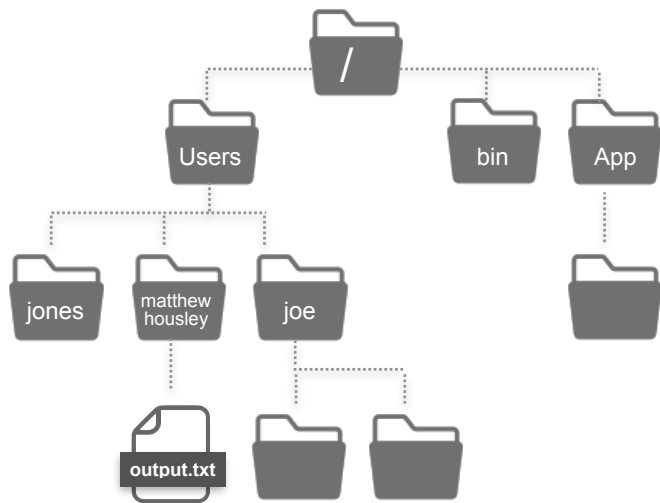 /
Users
bin
App
jones
matthew
housley
joe
output.txt